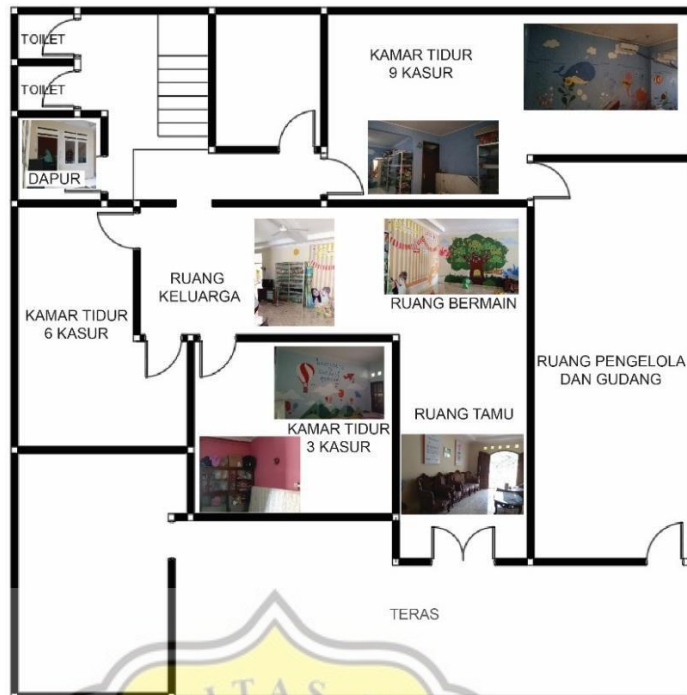 TOILET
TOILET
DAPUR
KAMAR TIDUR
9 KASUR
RUANG
KELUARGA
RUANG BERMAIN
KAMAR TIDUR
6 KASUR
KAMAR TIDUR
3 KASUR
RUANG TAMU
RUANG PENGELOLA
DAN GUDANG
TERAS
ITAS